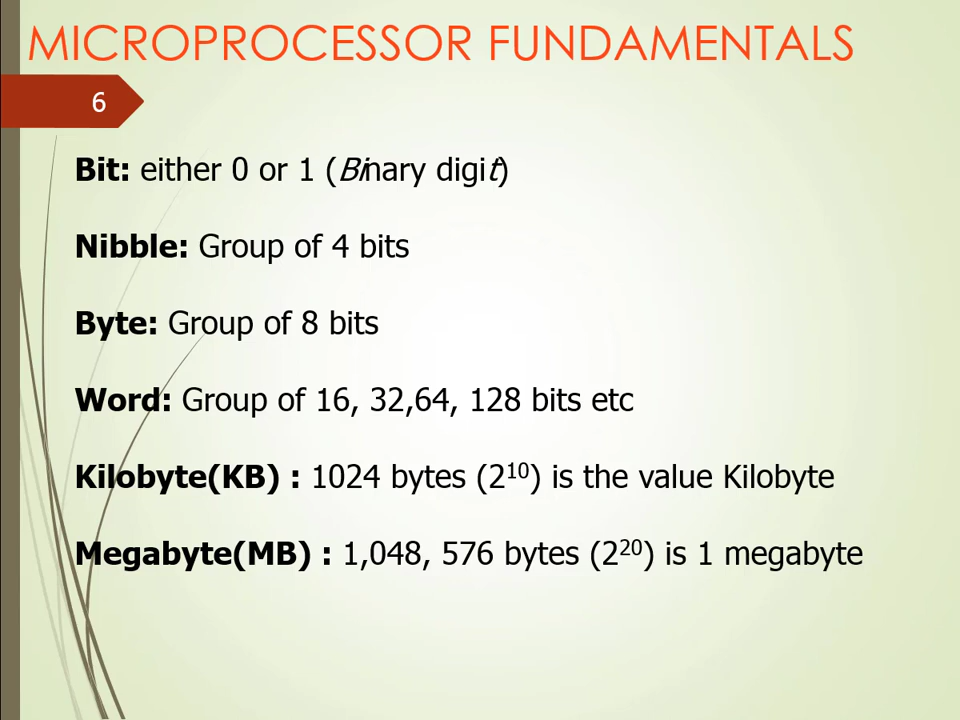 MICROPROCESSOR FUNDAMENTALS
6
Bit: either 0 or 1 (Binary digit)
Nibble: Group of 4 bits
Byte: Group of 8 bits
Word: Group of 16, 32,64, 128 bits etc
Kilobyte(KB) : 1024 bytes (2¹⁰) is the value Kilobyte
Megabyte(MB) : 1,048, 576 bytes (2²⁰) is 1 megabyte